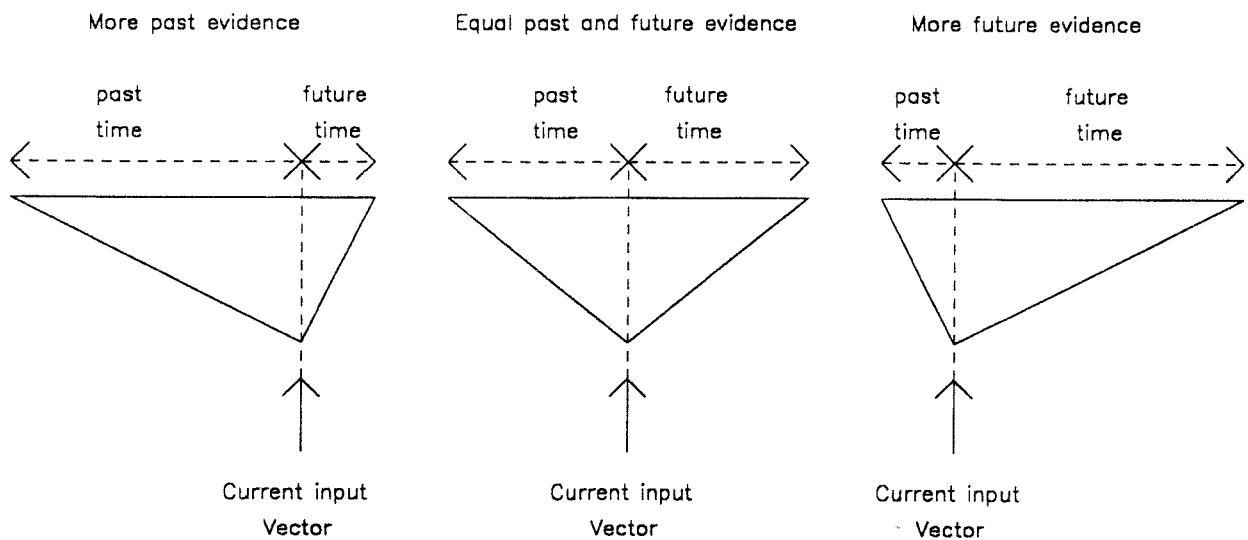 More past evidence
past
time
future
time
Current input
Vector
Equal past and future evidence
past
time
future
time
Current input
Vector
More future evidence
past
time
future
time
Current input
Vector